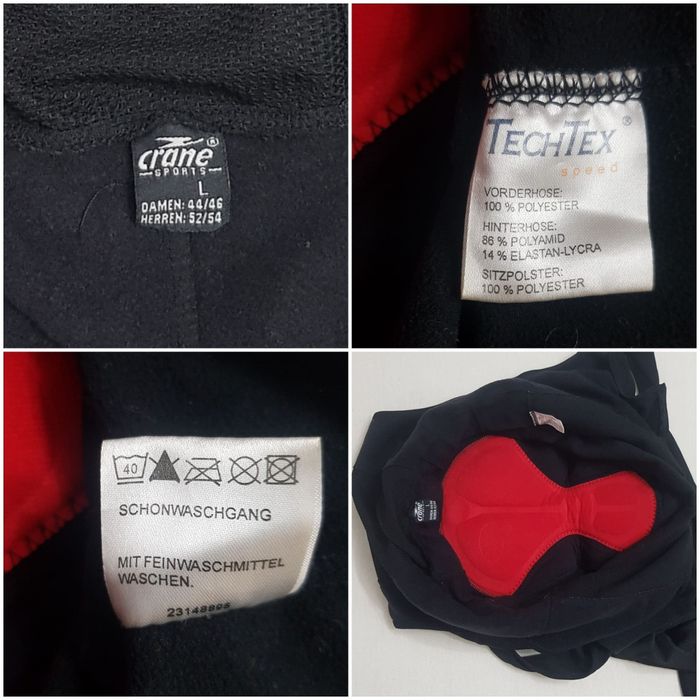 crane®
SPORTS
L
DAMEN: 44/46
HERREN: 52/54
TECHTEX®
speed
VORDERHOSE:
100 % POLYESTER
HINTERHOSE:
86 % POLYAMID
14 % ELASTAN-LYCRA
SITZPOLSTER:
100 % POLYESTER
40
SCHONWASCHGANG
MIT FEINWASCHMITTEL
WASCHEN.
crane
L